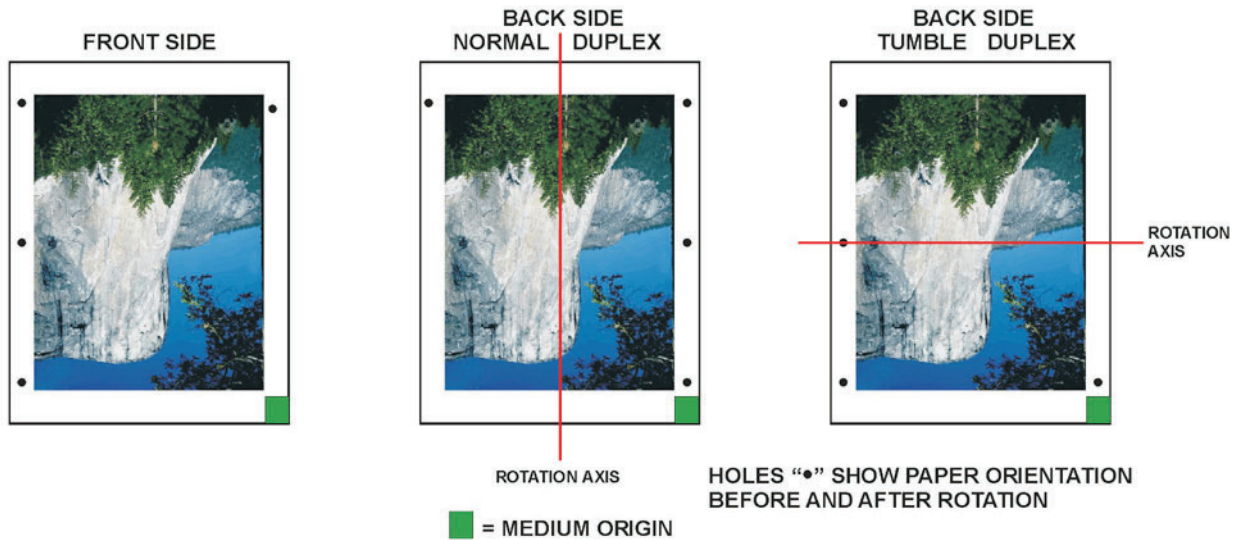 FRONT SIDE
BACK SIDE
NORMAL DUPLEX
BACK SIDE
TUMBLE DUPLEX
ROTATION
AXIS
ROTATION AXIS
HOLES “•” SHOW PAPER ORIENTATION
BEFORE AND AFTER ROTATION
= MEDIUM ORIGIN